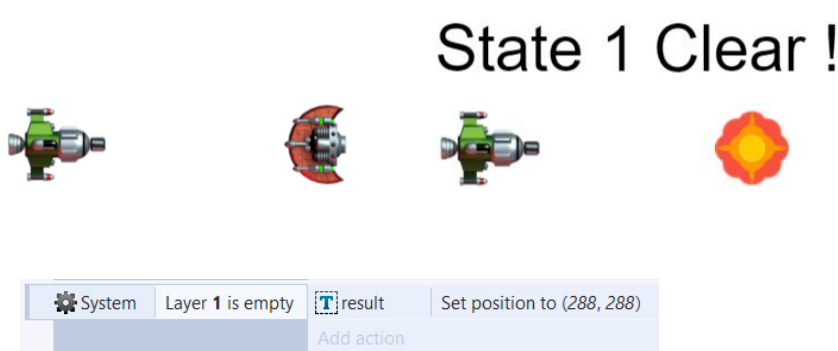 State 1 Clear !
System Layer 1 is empty T result Set position to (288, 288)
Add action